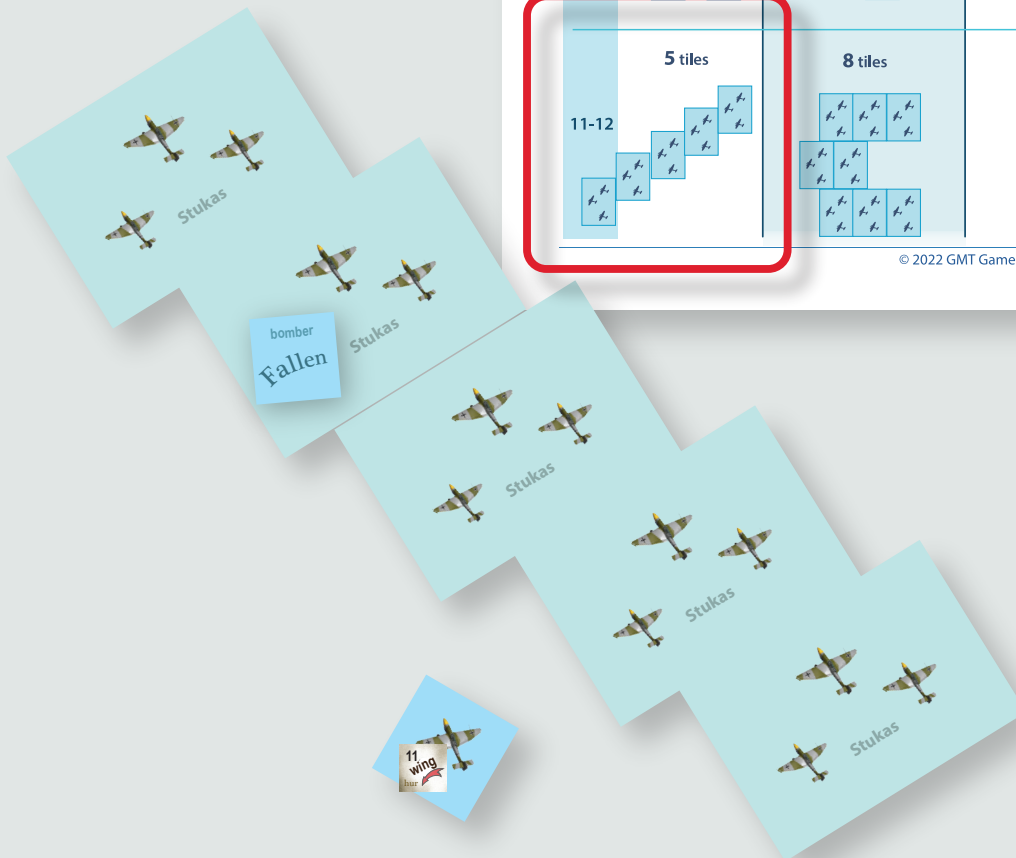 5 tiles
8 tiles
11-12
© 2022 GMT Game
Stukas
Stukas
bomber
Fallen
Stukas
Stukas
Stukas
11
wing
hur